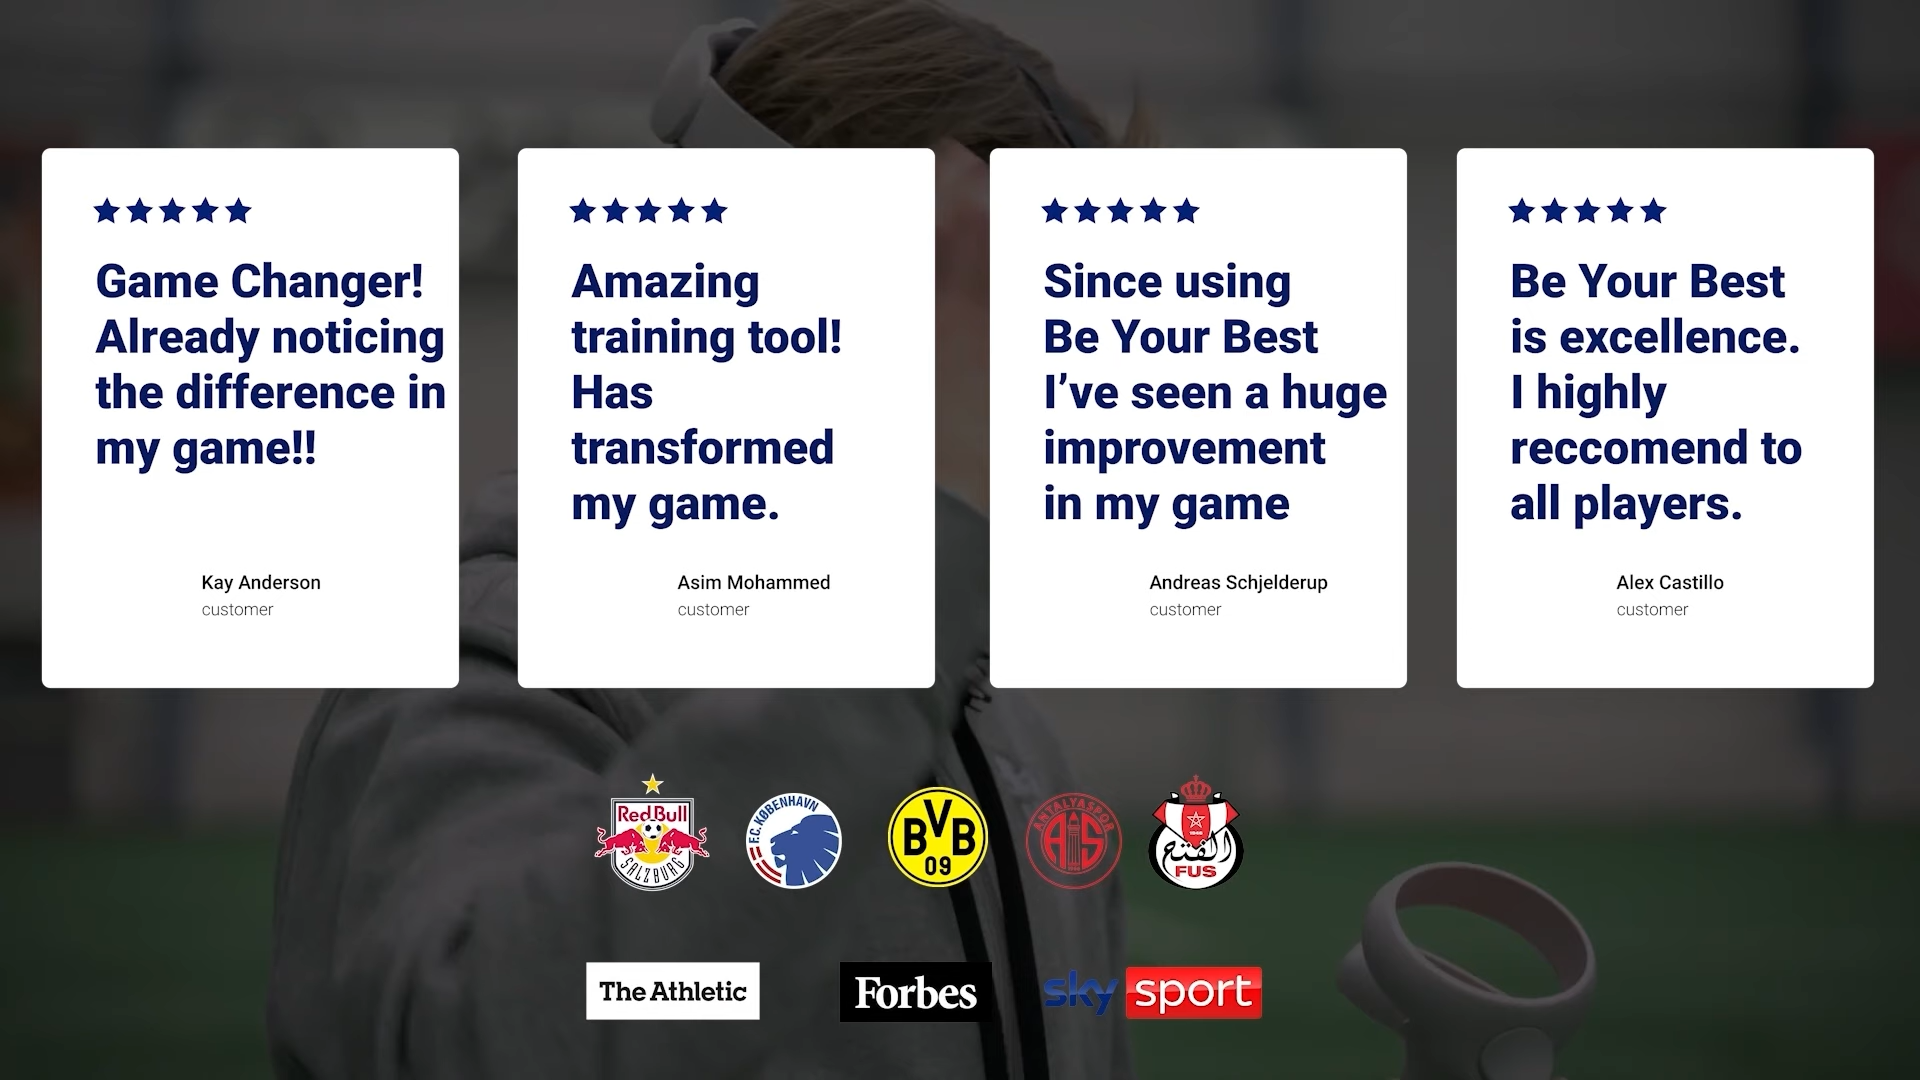 Game Changer!
Already noticing
the difference in
my game!!
Kay Anderson
customer
Amazing
training tool!
Has
transformed
my game.
Asim Mohammed
customer
Since using
Be Your Best
I’ve seen a huge
improvement
in my game
Andreas Schjelderup
customer
Be Your Best
is excellence.
I highly
reccomend to
all players.
Alex Castillo
customer
Red Bull
SALZBURG
F.C. KØBENHAVN
BVB
09
ANTALYASPOR
AS
الفتح
FUS
The Athletic
Forbes
sky sport